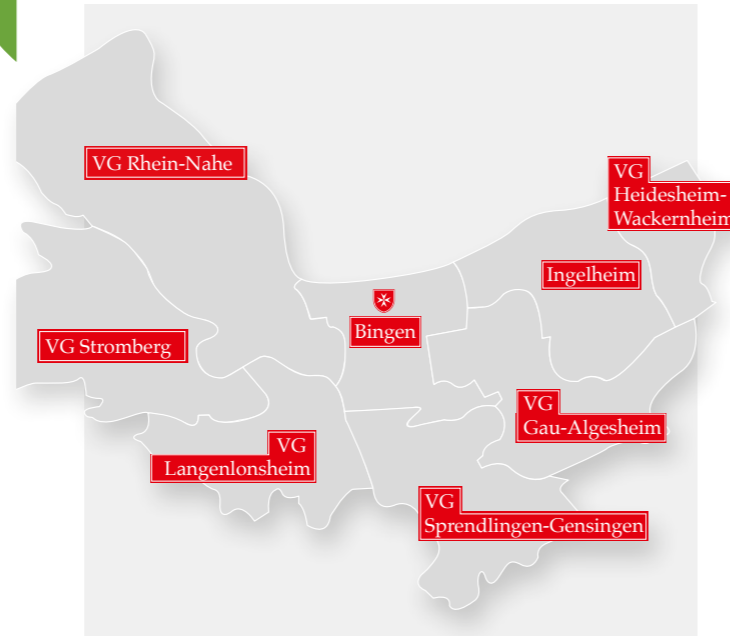 VG Rhein-Nahe
VG
Heidesheim-
Wackernheim
Ingelheim
Bingen
VG Stromberg
VG
Gau-Algesheim
VG
Langenlonsheim
VG
Sprendlingen-Gensingen